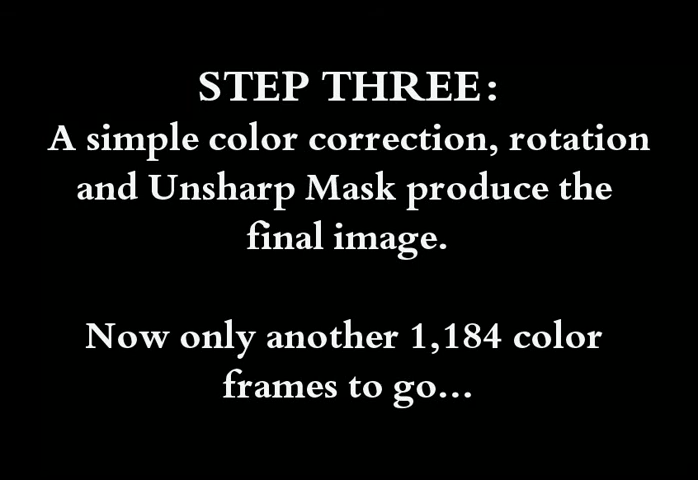 STEP THREE:
A simple color correction, rotation
and Unsharp Mask produce the
final image.
Now only another 1,184 color
frames to go...